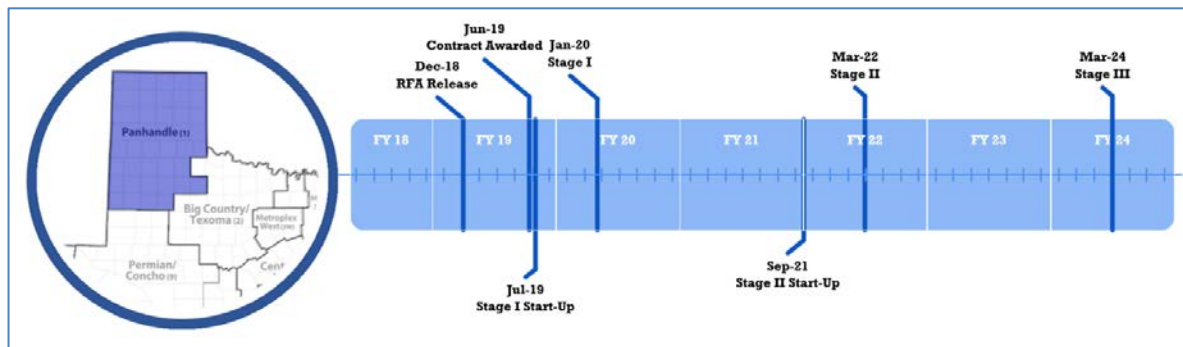 Panhandle (1)
Big Country/
Texoma (2)
Metroplex
West (3W)
Permian/
Concho (9)
Cent
Jun-19
Contract Awarded
Jan-20
Stage I
Dec-18
RFA Release
Mar-22
Stage II
Mar-24
Stage III
FY 18
FY 19
FY 20
FY 21
FY 22
FY 23
FY 24
Jul-19
Stage I Start-Up
Sep-21
Stage II Start-Up